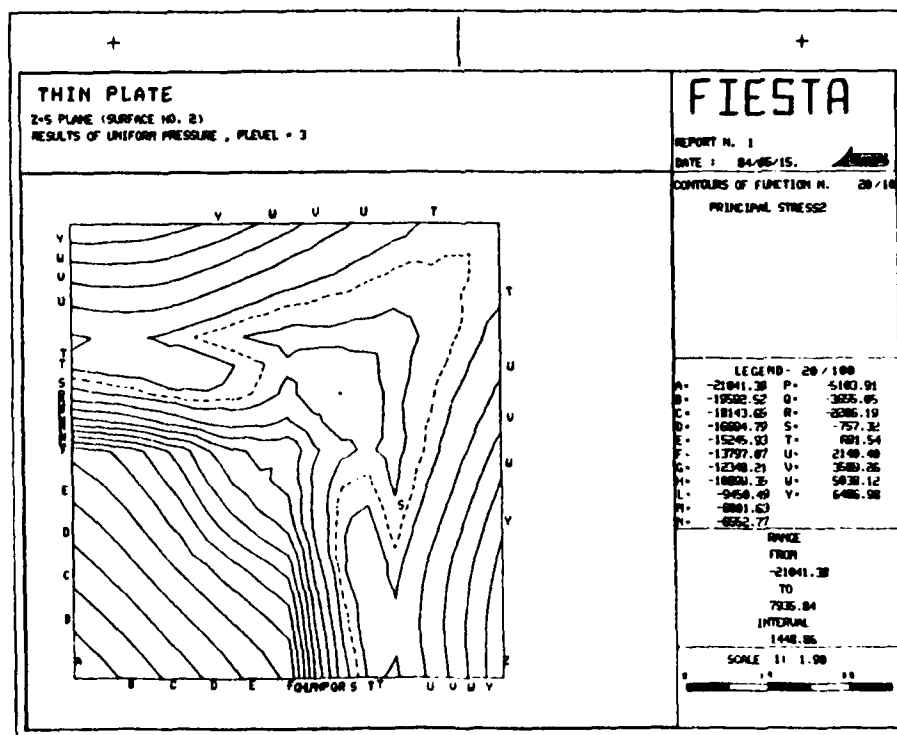 THIN PLATE
Z=5 PLANE (SURFACE NO. 2)
RESULTS OF UNIFORM PRESSURE , PLEVEL = 3
FIESTA
REPORT N. 1
DATE : 84/05/15.
CONTOURS OF FUNCTION N. 20/10
PRINCIPAL STRESS2
Y W V U T
Y
W
V
U
T
T
S
R
E
D
C
B
T
U
V
W
Y
S
A
Z
B C D E
S T T U V W Y
LEGEND- 20 / 100
A= -21041.38 P= -5103.91
B= -19592.52 Q= -3655.05
C= -18143.65 R= -2206.19
D= -16694.79 S= -757.32
E= -15245.93 T= 691.54
F= -13797.07 U= 2140.40
G= -12348.21 V= 3589.26
H= -10899.35 W= 5038.12
L= -9450.49 Y= 6486.98
M= -8001.63
N= -6552.77
RANGE
FROM
-21041.38
TO
7935.84
INTERVAL
1448.86
SCALE 1: 1.90